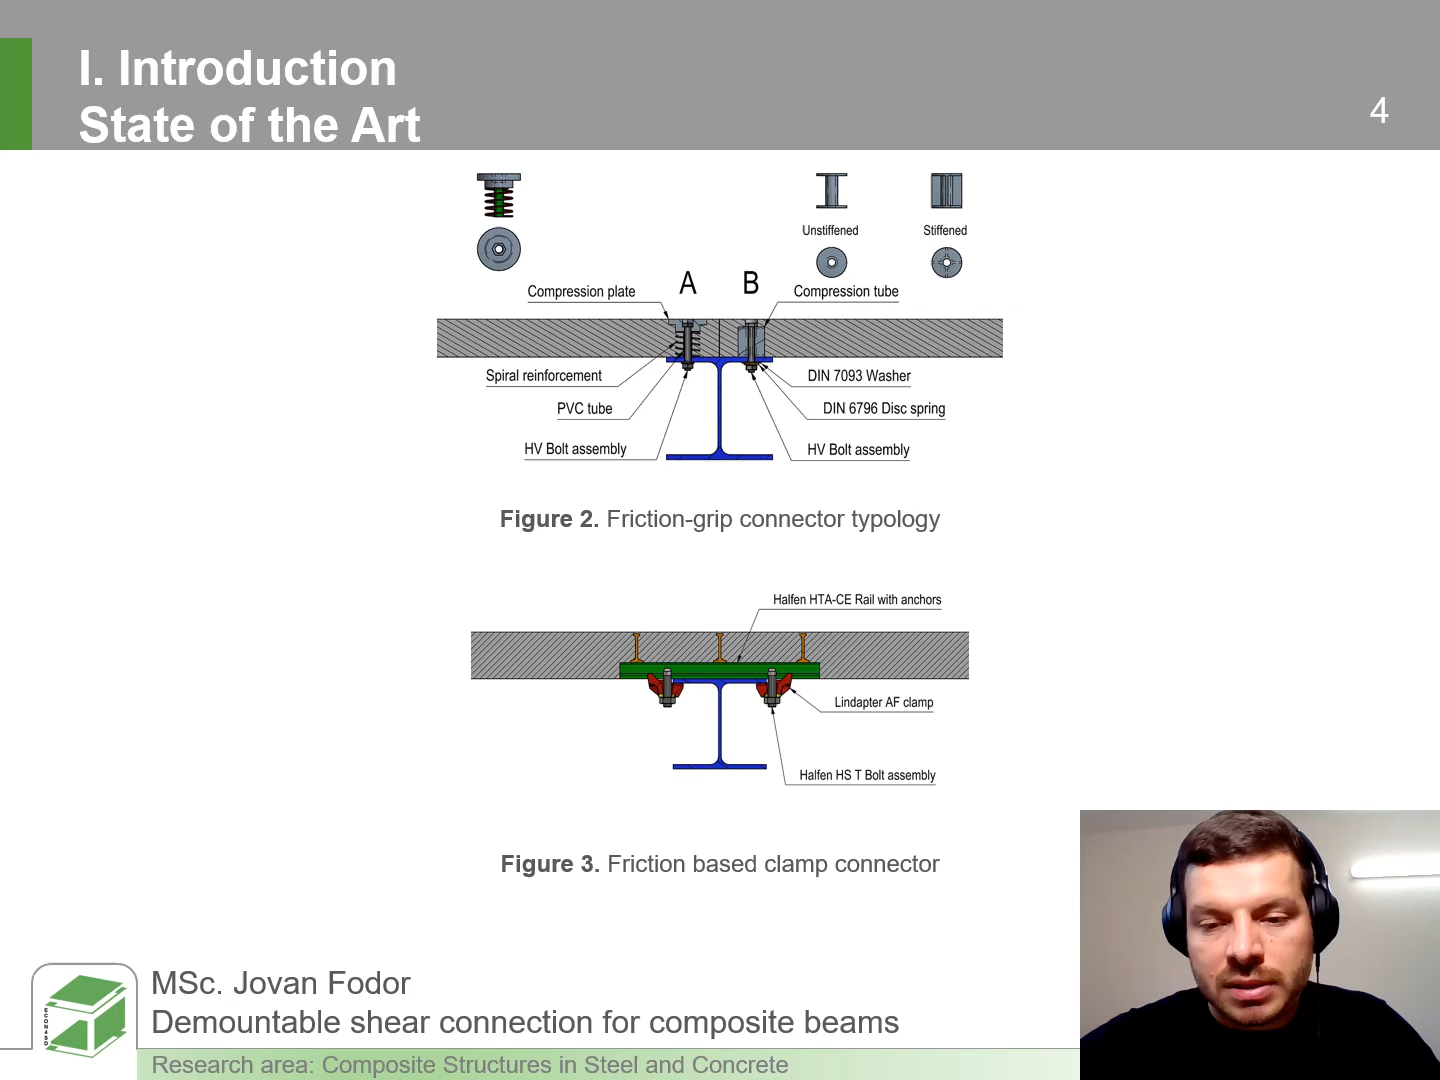 I. Introduction
State of the Art
4
Unstiffened
Stiffened
A
B
Compression plate
Compression tube
Spiral reinforcement
DIN 7093 Washer
PVC tube
DIN 6796 Disc spring
HV Bolt assembly
HV Bolt assembly
Figure 2. Friction-grip connector typology
Halfen HTA-CE Rail with anchors
Lindapter AF clamp
Halfen HS T Bolt assembly
Figure 3. Friction based clamp connector
ECON4SD
MSc. Jovan Fodor
Demountable shear connection for composite beams
Research area: Composite Structures in Steel and Concrete